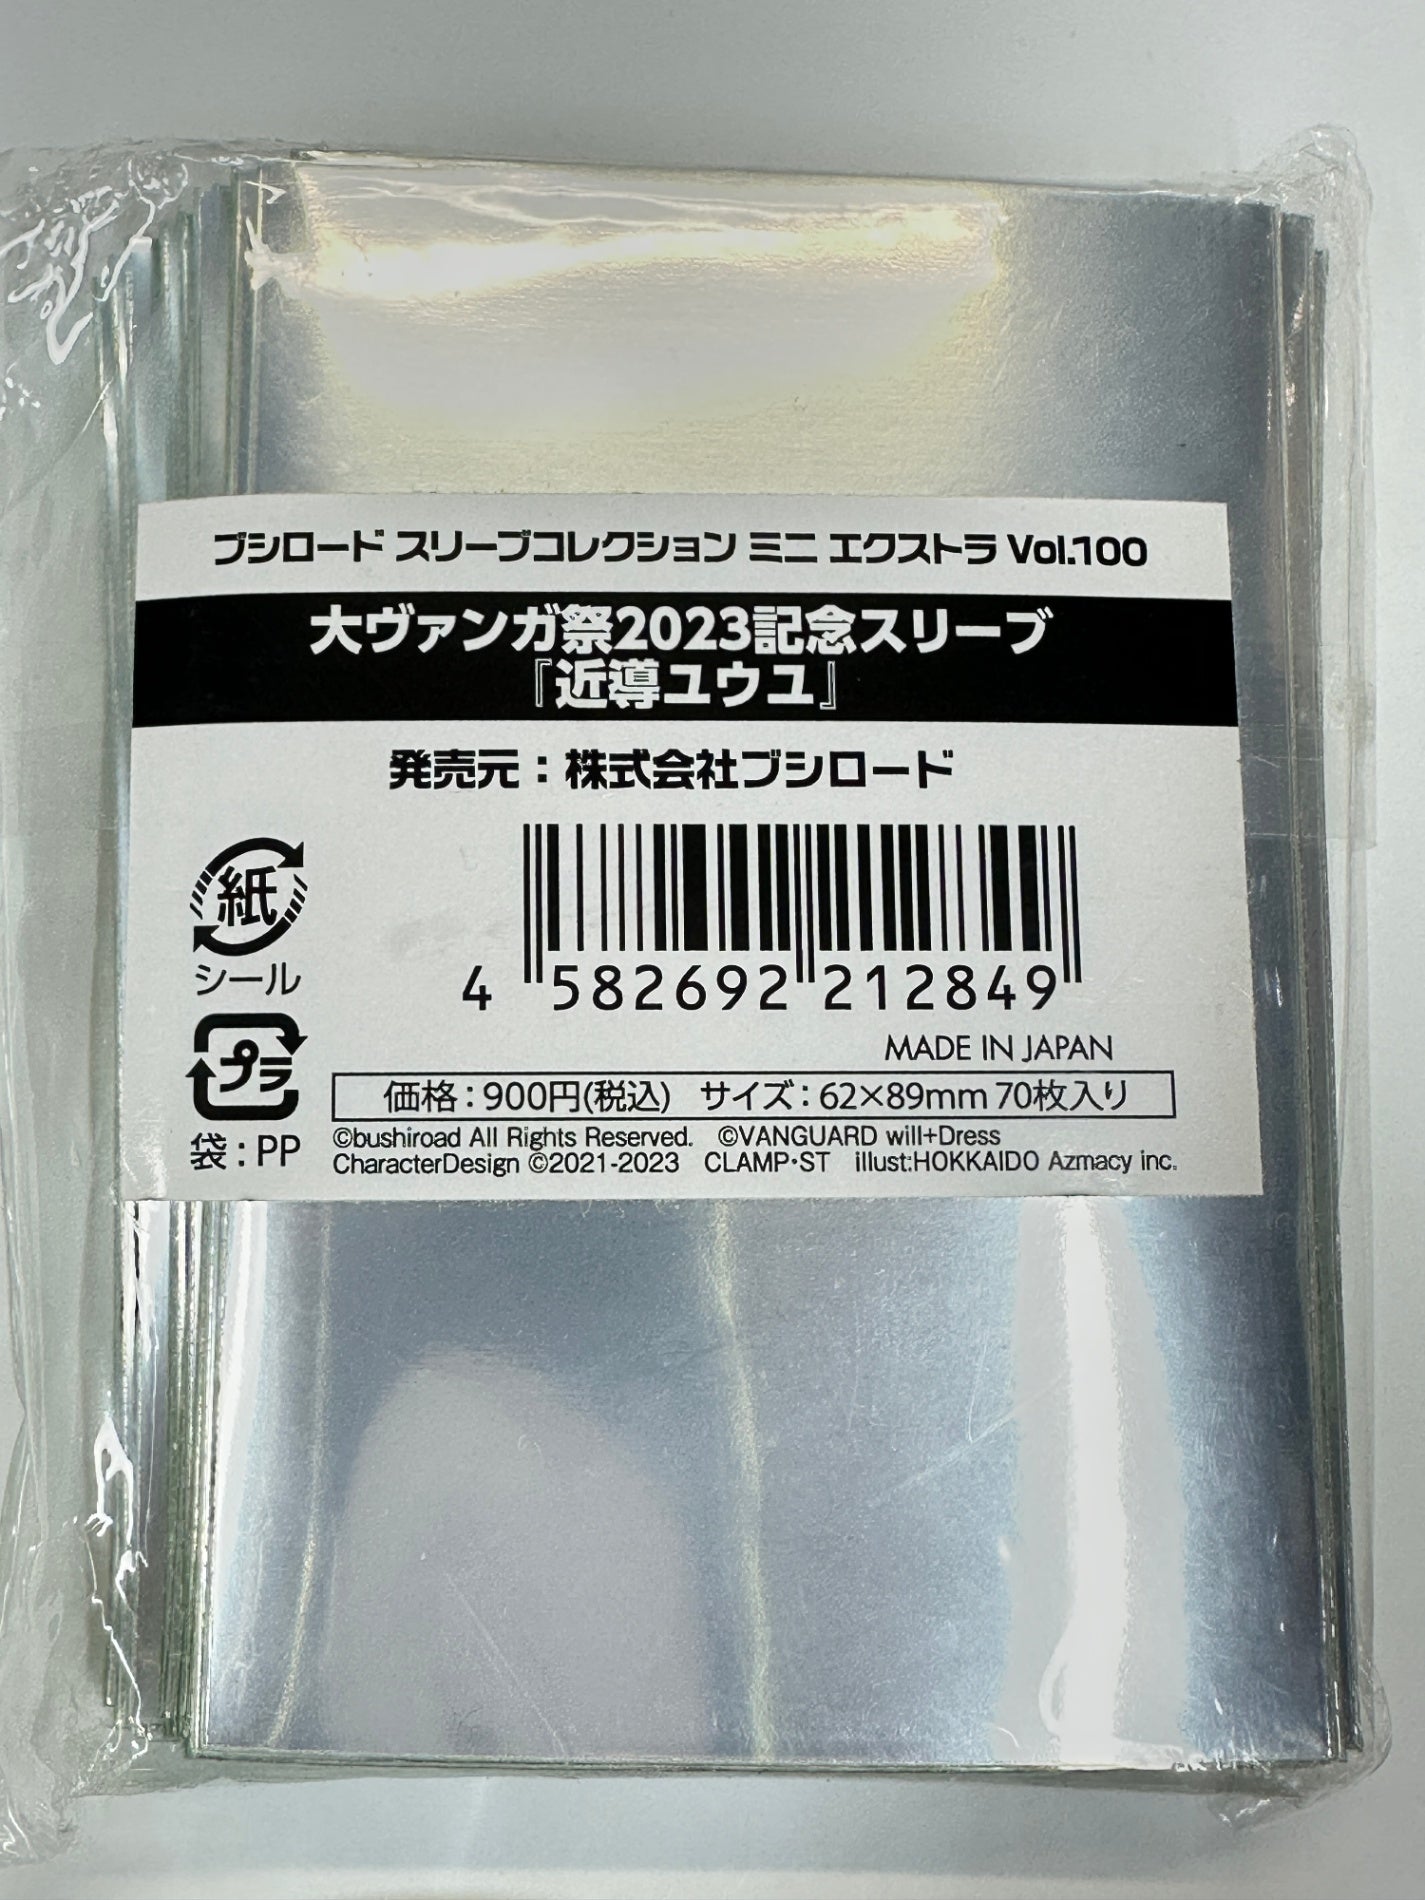 ブシロード スリーブコレクション ミニ エクストラ Vol.100
大ヴァンガ祭2023記念スリーブ
『近導ユウユ』
発売元：株式会社ブシロード
紙
シール
プラ
袋：PP
4 582692 212849
MADE IN JAPAN
価格：900円(税込) サイズ：62×89mm 70枚入り
©bushiroad All Rights Reserved. ©VANGUARD will+Dress
CharacterDesign ©2021-2023 CLAMP・ST illust:HOKKAIDO Azmacy inc.